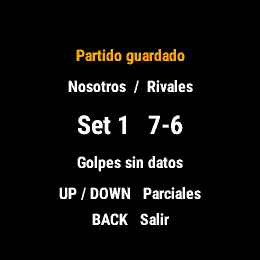 Partido guardado
Nosotros / Rivales
Set 1 7-6
Golpes sin datos
UP / DOWN Parciales
BACK Salir